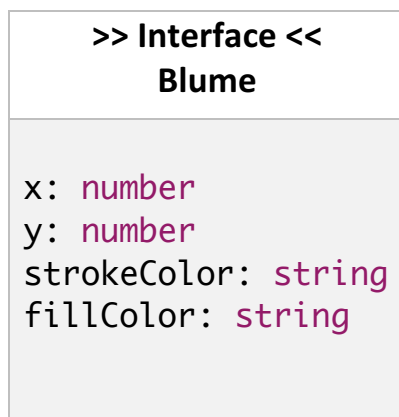 >> Interface <<
Blume
x: number
y: number
strokeColor: string
fillColor: string